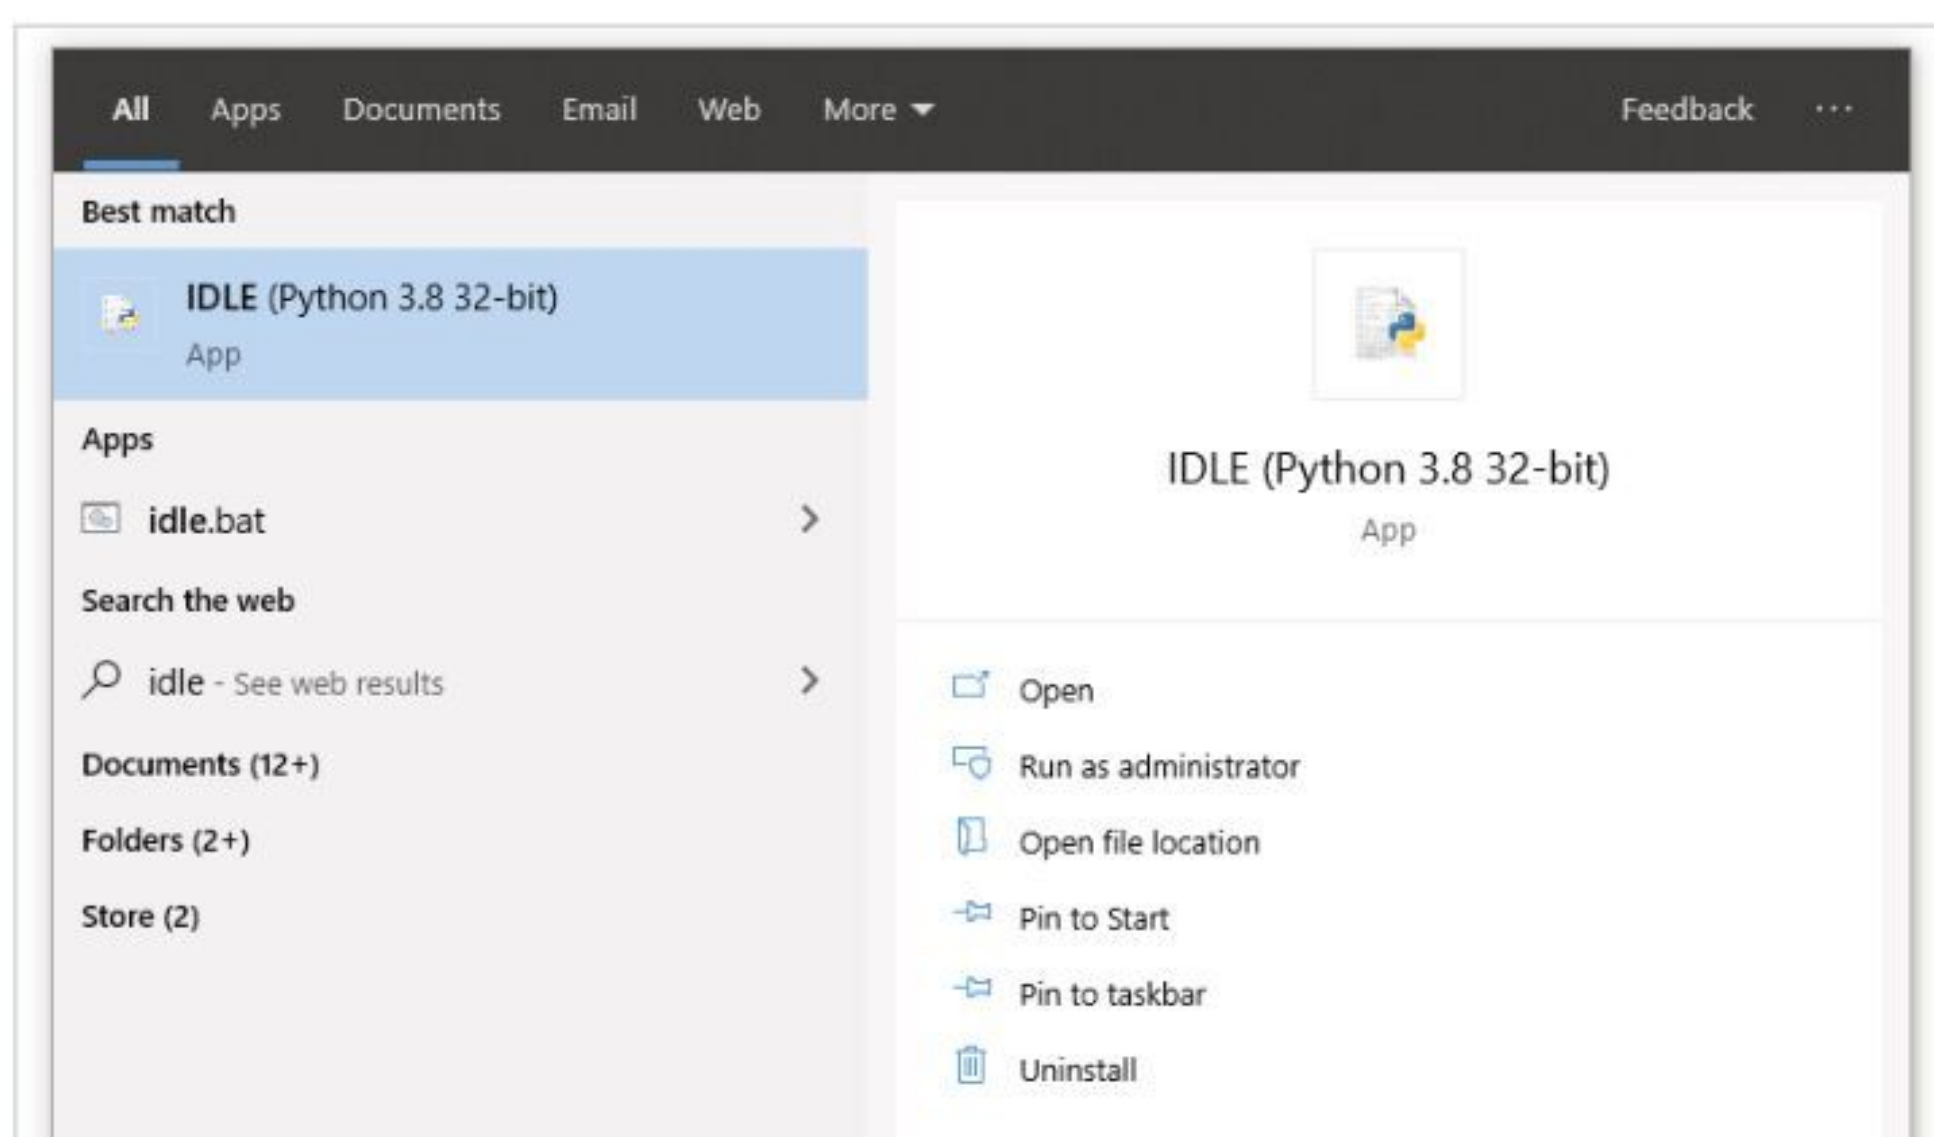 All Apps Documents Email Web More Feedback ...
Best match
IDLE (Python 3.8 32-bit)
App
Apps
idle.bat
Search the web
idle - See web results
Documents (12+)
Folders (2+)
Store (2)
IDLE (Python 3.8 32-bit)
App
Open
Run as administrator
Open file location
Pin to Start
Pin to taskbar
Uninstall